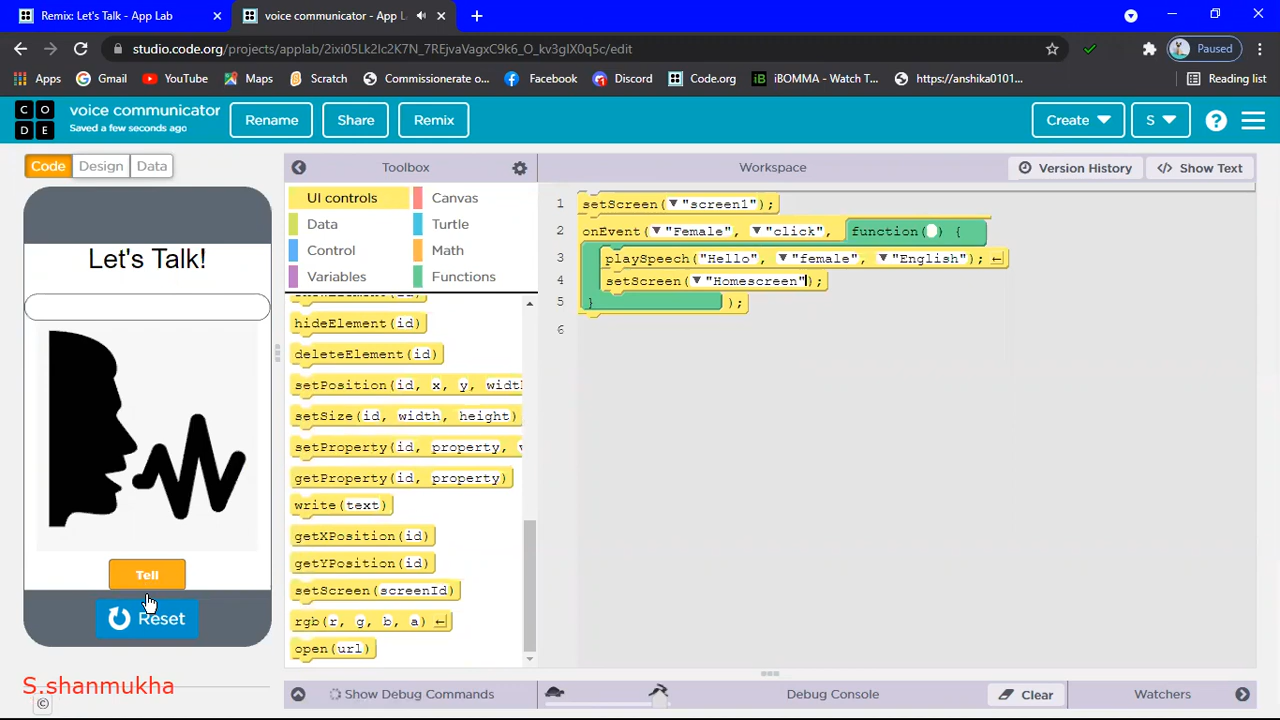 Remix: Let's Talk - App Lab
voice communicator - App L
studio.code.org/projects/applab/2ixi05Lk2Ic2K7N_7REjvaVagxC9k6_O_kv3glX0q5c/edit
Paused
Apps
Gmail
YouTube
Maps
Scratch
Commissionerate o...
Facebook
Discord
Code.org
iBOMMA - Watch T...
https://anshika0101...
Reading list
C O
D E
voice communicator
Saved a few seconds ago
Rename
Share
Remix
Create
S
?
Code
Design
Data
Toolbox
Workspace
Version History
</> Show Text
UI controls
Canvas
Data
Turtle
Control
Math
Variables
Functions
hideElement(id)
deleteElement(id)
setPosition(id, x, y, widt
setSize(id, width, height)
setProperty(id, property, v
getProperty(id, property)
write(text)
getXPosition(id)
getYPosition(id)
setScreen(screenId)
rgb(r, g, b, a)
open(url)
1 setScreen("screen1");
2 onEvent("Female", "click", function( ) {
3 playSpeech("Hello", "female", "English");
4 setScreen("Homescreen");
5 } );
6
Let's Talk!
Tell
Reset
S.shanmukha
©
Show Debug Commands
Debug Console
Clear
Watchers